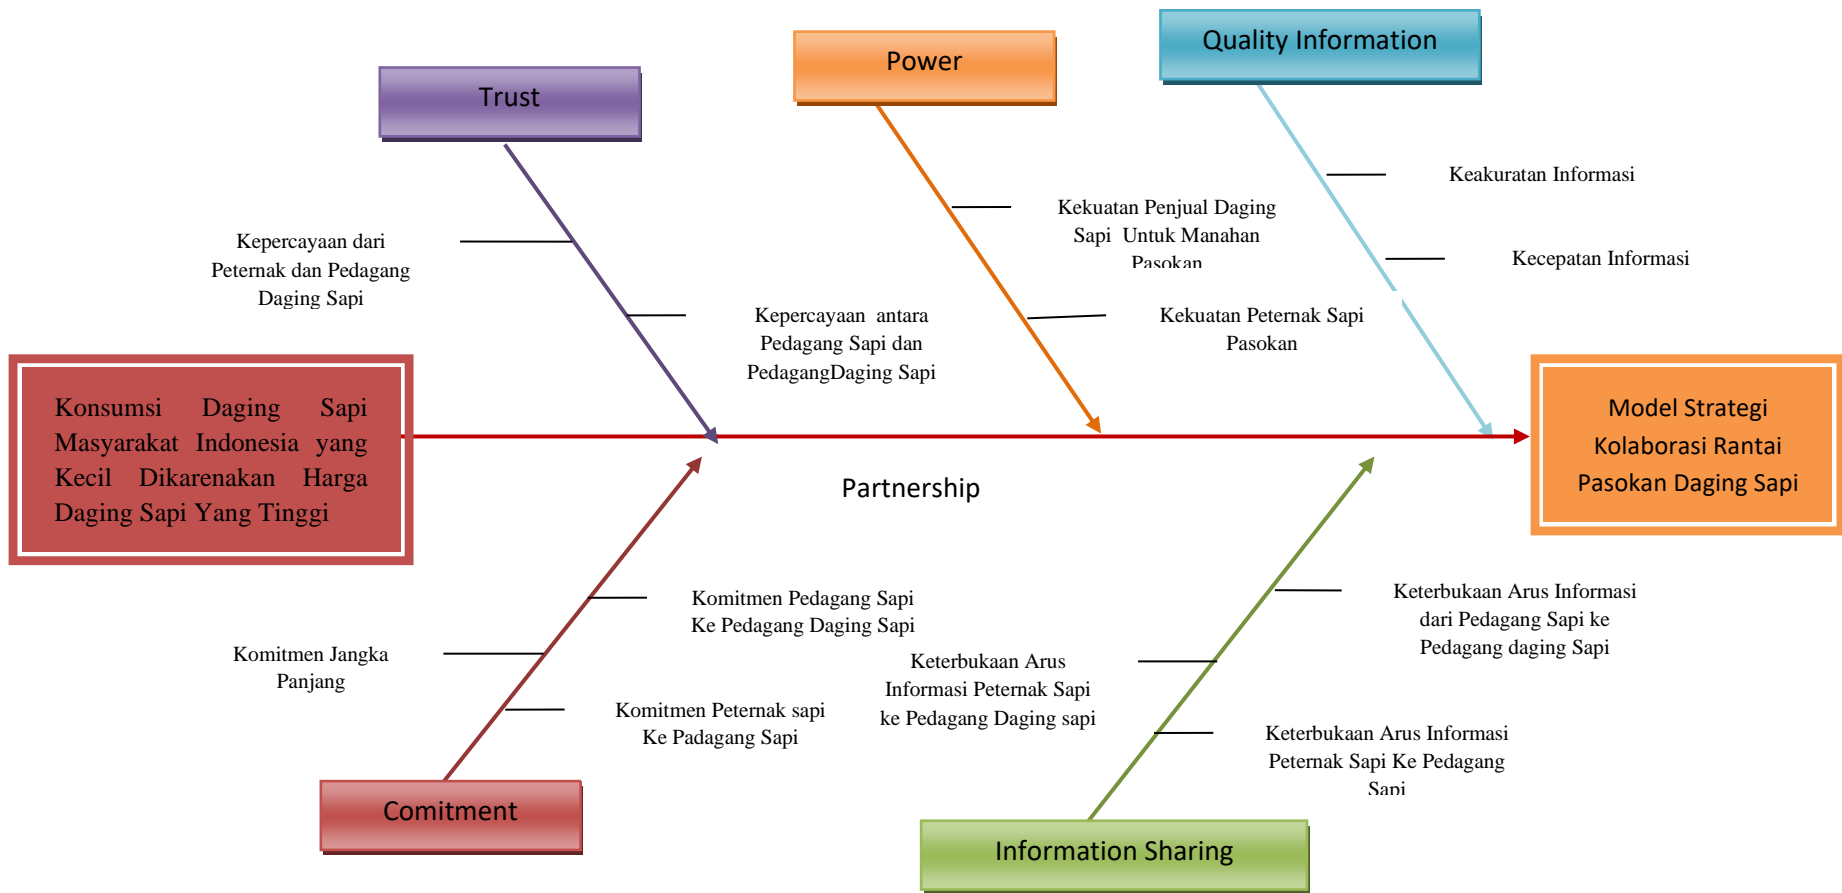 Quality Information
Power
Trust
Keakuratan Informasi
Kekuatan Penjual Daging
Sapi Untuk Manahan
Pasokan
Kecepatan Informasi
Kepercayaan dari
Peternak dan Pedagang
Daging Sapi
Kepercayaan antara
Pedagang Sapi dan
PedagangDaging Sapi
Kekuatan Peternak Sapi
Pasokan
Konsumsi Daging Sapi
Masyarakat Indonesia yang
Kecil Dikarenakan Harga
Daging Sapi Yang Tinggi
Partnership
Model Strategi
Kolaborasi Rantai
Pasokan Daging Sapi
Komitmen Pedagang Sapi
Ke Pedagang Daging Sapi
Komitmen Jangka
Panjang
Komitmen Peternak sapi
Ke Padagang Sapi
Keterbukaan Arus Informasi
dari Pedagang Sapi ke
Pedagang daging Sapi
Keterbukaan Arus
Informasi Peternak Sapi
ke Pedagang Daging sapi
Keterbukaan Arus Informasi
Peternak Sapi Ke Pedagang
Sapi
Comitment
Information Sharing